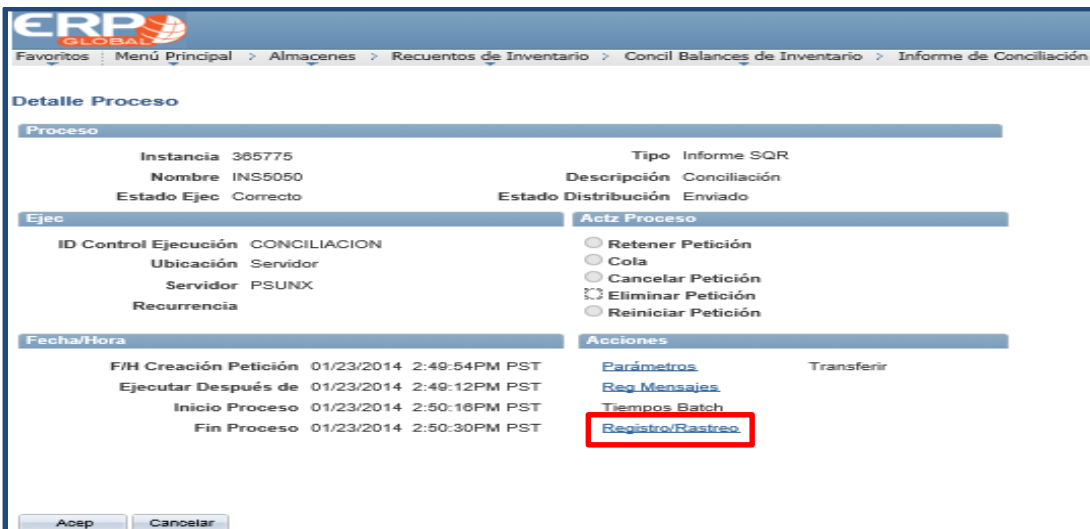 ERP
GLOBAL
Favoritos Menú Principal > Almacenes > Recuentos de Inventario > Concil Balances de Inventario > Informe de Conciliación
Detalle Proceso
Proceso
Instancia 365775 Tipo Informe SQR
Nombre INS5050 Descripción Conciliación
Estado Ejec Correcto Estado Distribución Enviado
Ejec Actz Proceso
ID Control Ejecución CONCILIACION Retener Petición
Ubicación Servidor Cola
Servidor PSUNX Cancelar Petición
Recurrencia Eliminar Petición
Reiniciar Petición
Fecha/Hora Acciones
F/H Creación Petición 01/23/2014 2:49:54PM PST Parámetros Transferir
Ejecutar Después de 01/23/2014 2:49:12PM PST Reg Mensajes
Inicio Proceso 01/23/2014 2:50:16PM PST Tiempos Batch
Fin Proceso 01/23/2014 2:50:30PM PST Registro/Rastreo
Acep Cancelar